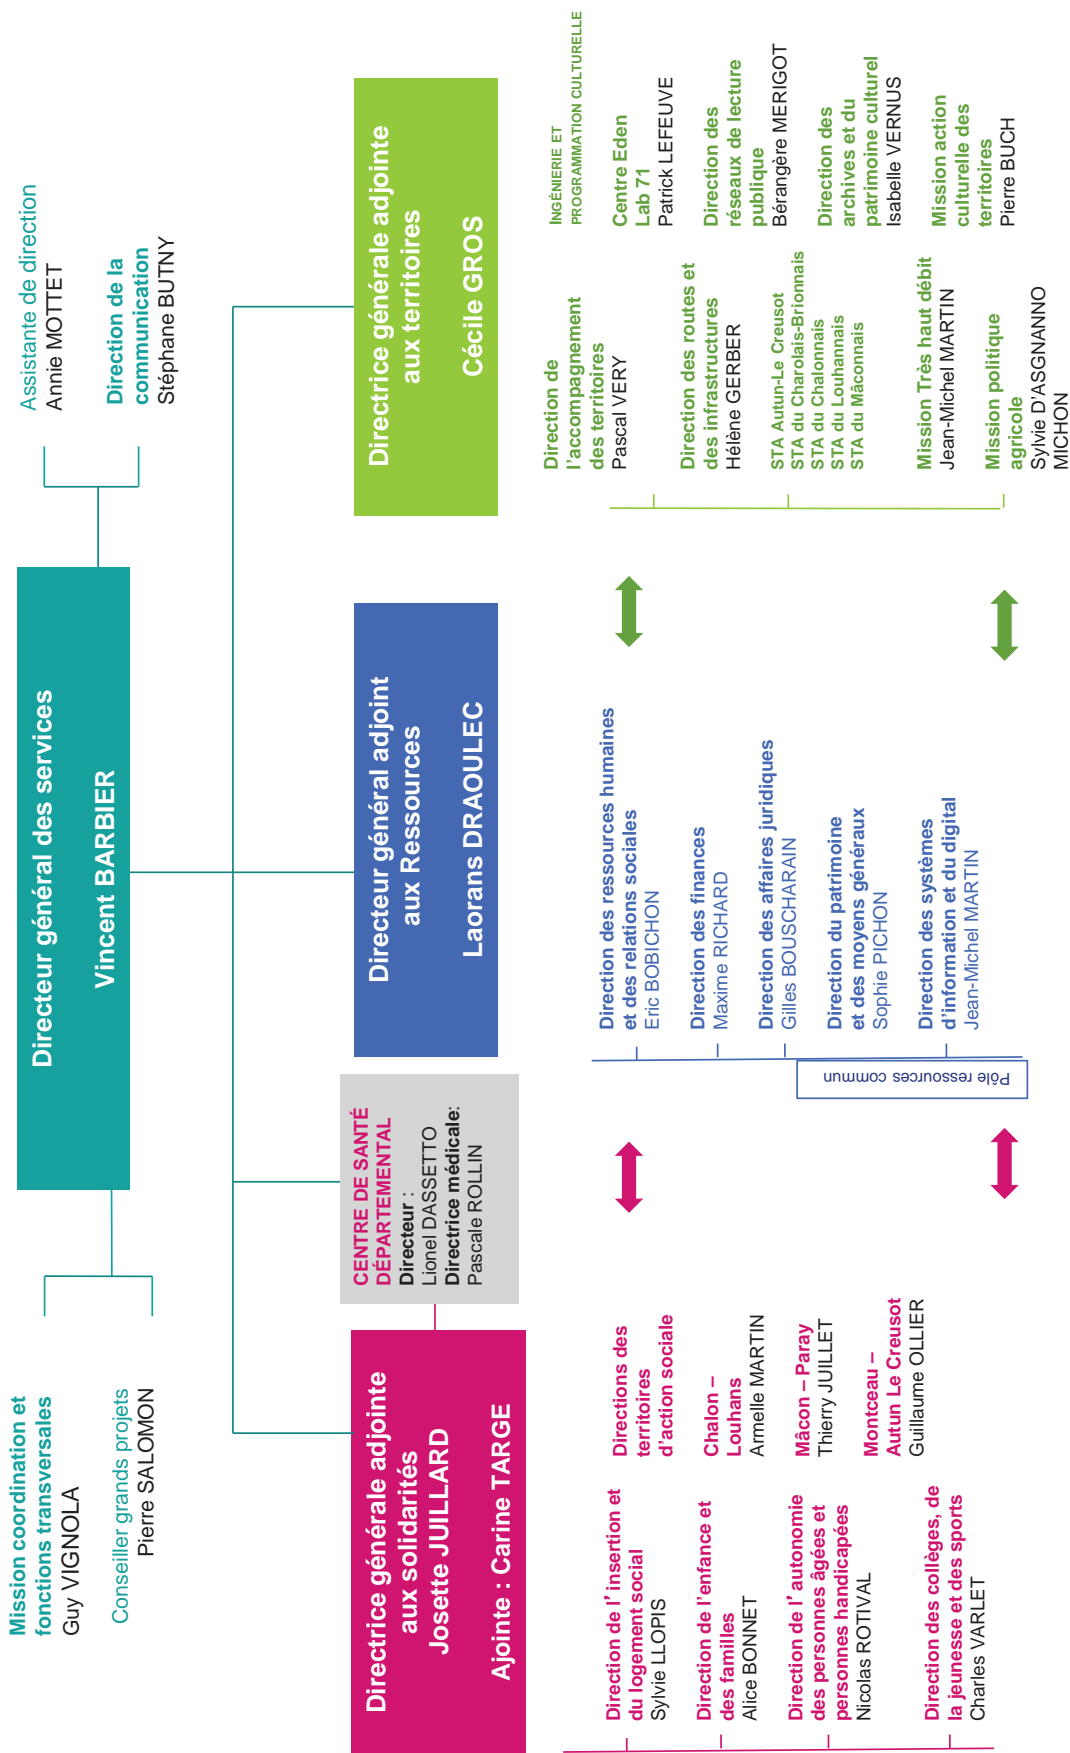 Mission coordination et
fonctions transversales
Guy VIGNOLA
Conseiller grands projets
Pierre SALOMON
Directeur général des services
Vincent BARBIER
Assistante de direction
Annie MOTTET
Direction de la
communication
Stéphane BUTNY
Directrice générale adjointe
aux solidarités
Josette JUILLARD
Ajointe : Carine TARGE
CENTRE DE SANTÉ
DÉPARTEMENTAL
Directeur :
Lionel DASSETTO
Directrice médicale:
Pascale ROLLIN
Directeur général adjoint
aux Ressources
Laorans DRAOULEC
Directrice générale adjointe
aux territoires
Cécile GROS
Direction de l’insertion et
du logement social
Sylvie LLOPIS
Direction de l’enfance et
des familles
Alice BONNET
Direction de l’autonomie
des personnes âgées et
personnes handicapées
Nicolas ROTIVAL
Direction des collèges, de
la jeunesse et des sports
Charles VARLET
Directions des
territoires
d’action sociale
Chalon –
Louhans
Armelle MARTIN
Mâcon – Paray
Thierry JUILLET
Montceau –
Autun Le Creusot
Guillaume OLLIER
Direction des ressources humaines
et des relations sociales
Eric BOBICHON
Direction des finances
Maxime RICHARD
Direction des affaires juridiques
Gilles BOUSCHARAIN
Direction du patrimoine
et des moyens généraux
Sophie PICHON
Direction des systèmes
d’information et du digital
Jean-Michel MARTIN
Pôle ressources commun
Direction de
l’accompagnement
des territoires
Pascal VERY
Direction des routes et
des infrastructures
Hélène GERBER
STA Autun-Le Creusot
STA du Charolais-Brionnais
STA du Chalonnais
STA du Louhannais
STA du Mâconnais
Mission Très haut débit
Jean-Michel MARTIN
Mission politique
agricole
Sylvie D’ASGNANNO
MICHON
INGÉNIERIE ET
PROGRAMMATION CULTURELLE
Centre Eden
Lab 71
Patrick LEFEUVE
Direction des
réseaux de lecture
publique
Bérangère MERIGOT
Direction des
archives et du
patrimoine culturel
Isabelle VERNUS
Mission action
culturelle des
territoires
Pierre BUCH